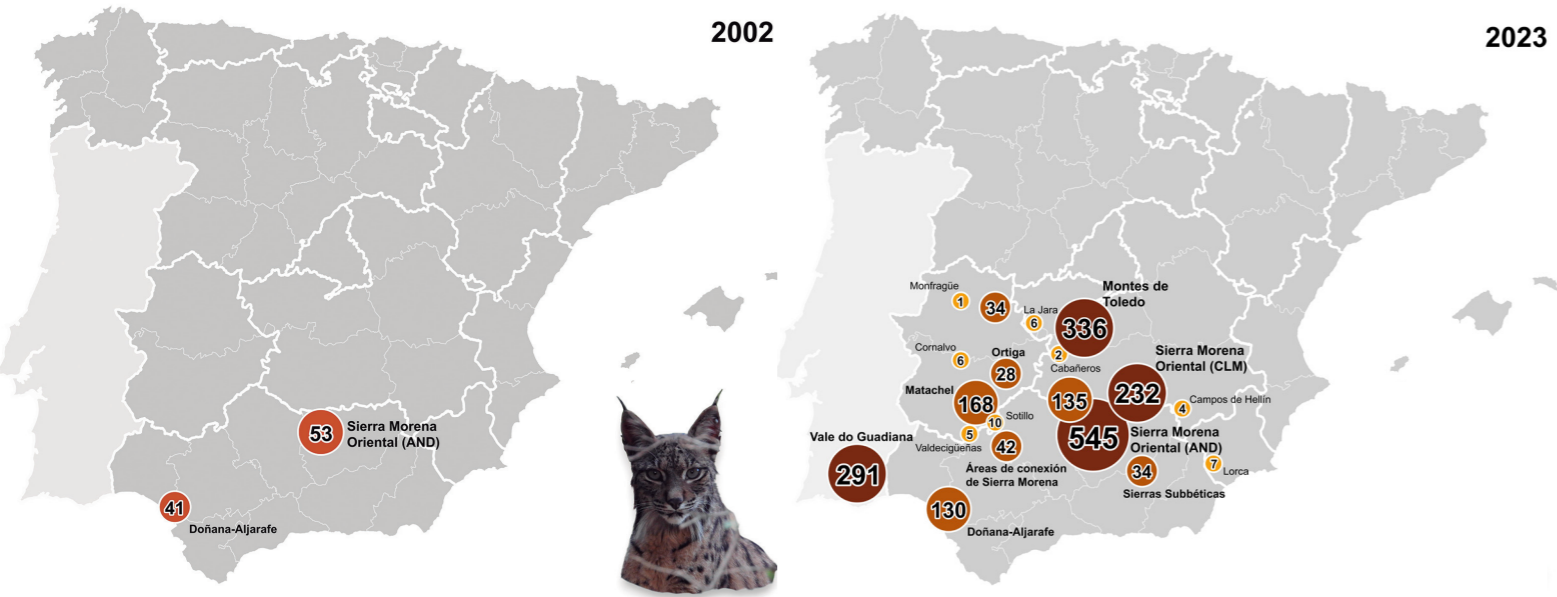 2002
53
Sierra Morena
Oriental (AND)
41
Doñana-Aljarafe
2023
Monfragüe
1
34
La Jara
6
Montes de
Toledo
336
Cornalvo
6
Ortiga
28
2
Cabañeros
Sierra Morena
Oriental (CLM)
232
Matachel
168
135
4
Campos de Hellín
Sotillo
10
5
Valdecigüeñas
42
Áreas de conexión
de Sierra Morena
545
Sierra Morena
Oriental (AND)
Vale do Guadiana
291
34
Sierras Subbéticas
7
Lorca
130
Doñana-Aljarafe